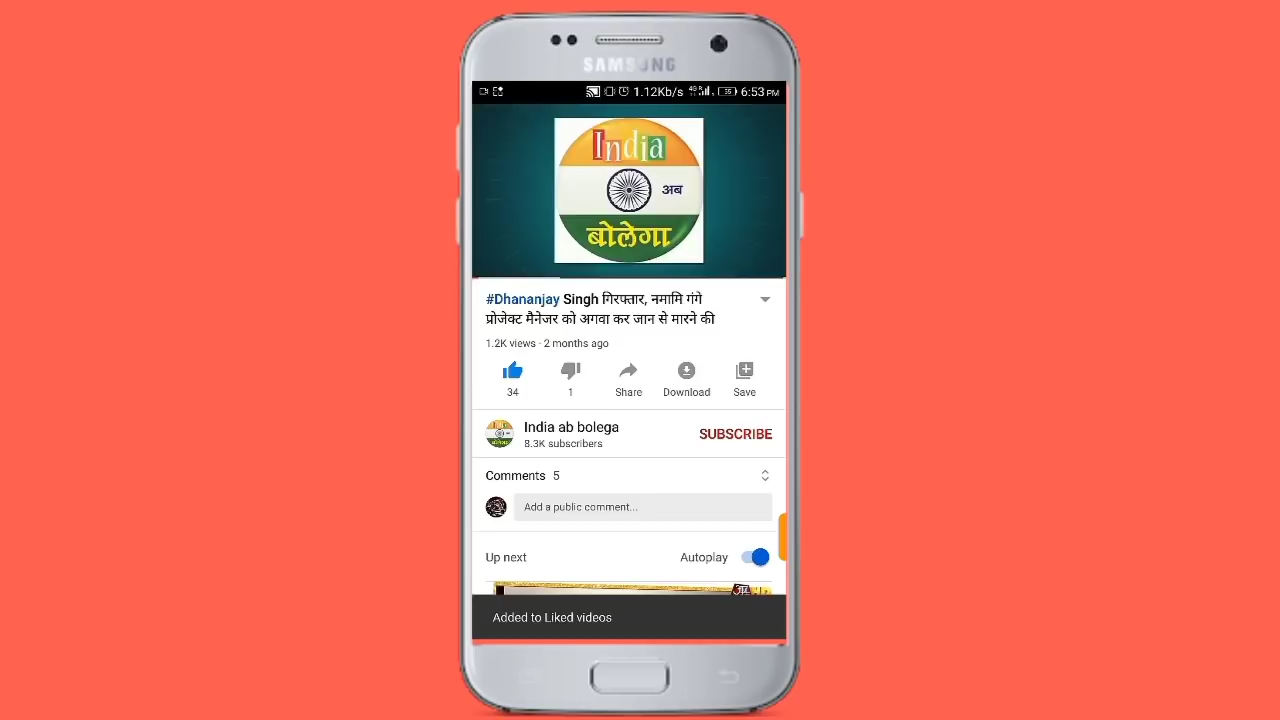 SAMSUNG
1.12Kb/s 6:53 PM
India
अब
बोलेगा
#Dhananjay Singh गिरफ्तार, नमामि गंगे
प्रोजेक्ट मैनेजर को अगवा कर जान से मारने की
1.2K views · 2 months ago
34 1 Share Download Save
India ab bolega
8.3K subscribers
SUBSCRIBE
Comments 5
Add a public comment...
Up next Autoplay
Added to Liked videos